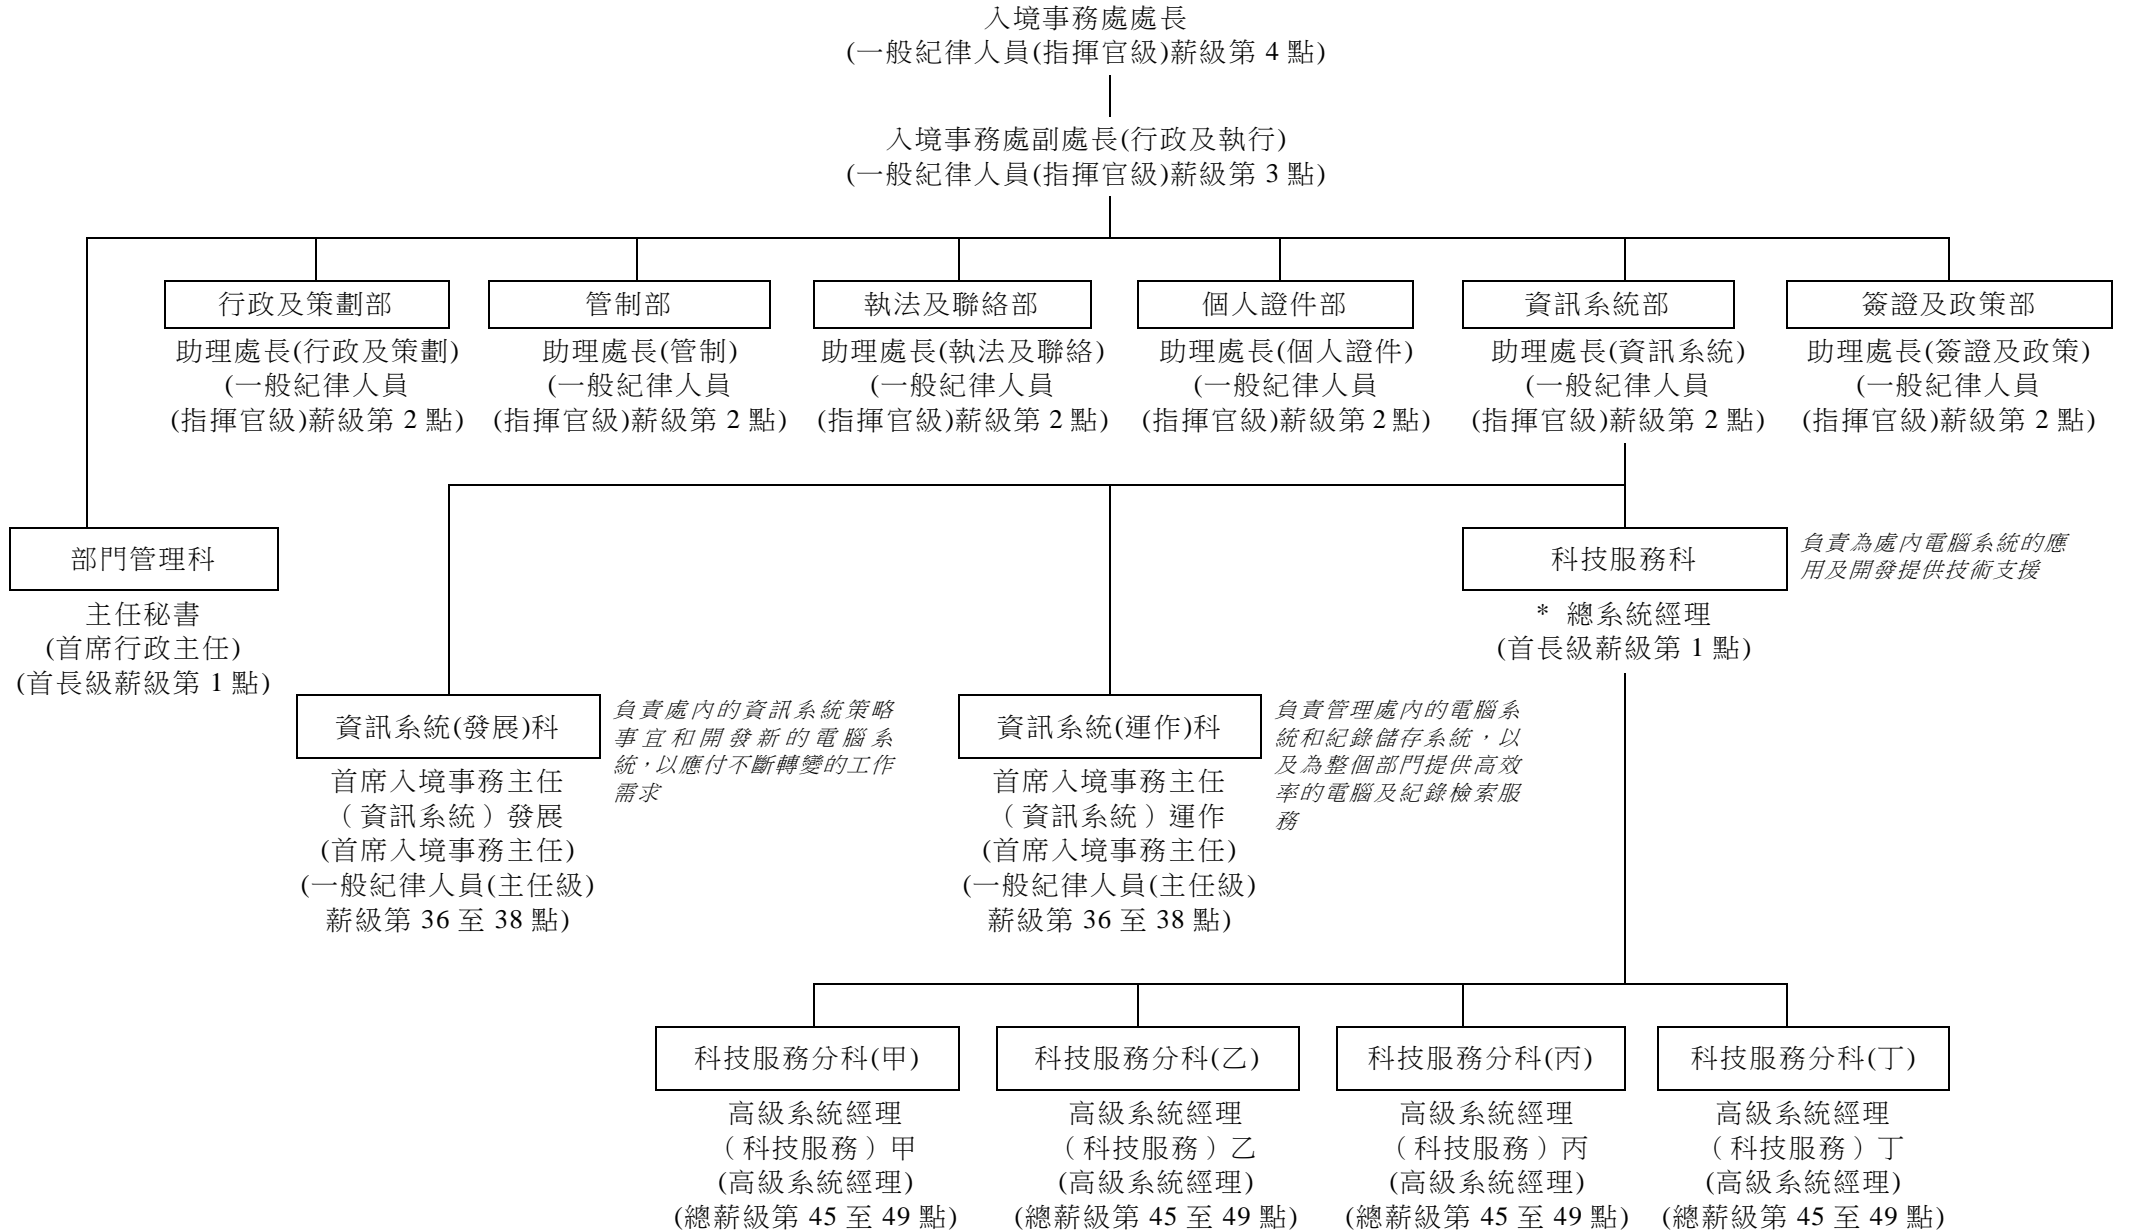 入境事務處處長
(一般紀律人員(指揮官級)薪級第 4 點)
入境事務處副處長(行政及執行)
(一般紀律人員(指揮官級)薪級第 3 點)
行政及策劃部
助理處長(行政及策劃)
(一般紀律人員
(指揮官級)薪級第 2 點)
管制部
助理處長(管制)
(一般紀律人員
(指揮官級)薪級第 2 點)
執法及聯絡部
助理處長(執法及聯絡)
(一般紀律人員
(指揮官級)薪級第 2 點)
個人證件部
助理處長(個人證件)
(一般紀律人員
(指揮官級)薪級第 2 點)
資訊系統部
助理處長(資訊系統)
(一般紀律人員
(指揮官級)薪級第 2 點)
簽證及政策部
助理處長(簽證及政策)
(一般紀律人員
(指揮官級)薪級第 2 點)
部門管理科
主任秘書
(首席行政主任)
(首長級薪級第 1 點)
科技服務科
* 總系統經理
(首長級薪級第 1 點)
負責為處內電腦系統的應
用及開發提供技術支援
資訊系統(發展)科
首席入境事務主任
（資訊系統）發展
(首席入境事務主任)
(一般紀律人員(主任級)
薪級第 36 至 38 點)
負責處內的資訊系統策略
事宜和開發新的電腦系
統，以應付不斷轉變的工作
需求
資訊系統(運作)科
首席入境事務主任
（資訊系統）運作
(首席入境事務主任)
(一般紀律人員(主任級)
薪級第 36 至 38 點)
負責管理處內的電腦系
統和紀錄儲存系統，以
及為整個部門提供高效
率的電腦及紀錄檢索服
務
科技服務分科(甲)
高級系統經理
（科技服務）甲
(高級系統經理)
(總薪級第 45 至 49 點)
科技服務分科(乙)
高級系統經理
（科技服務）乙
(高級系統經理)
(總薪級第 45 至 49 點)
科技服務分科(丙)
高級系統經理
（科技服務）丙
(高級系統經理)
(總薪級第 45 至 49 點)
科技服務分科(丁)
高級系統經理
（科技服務）丁
(高級系統經理)
(總薪級第 45 至 49 點)